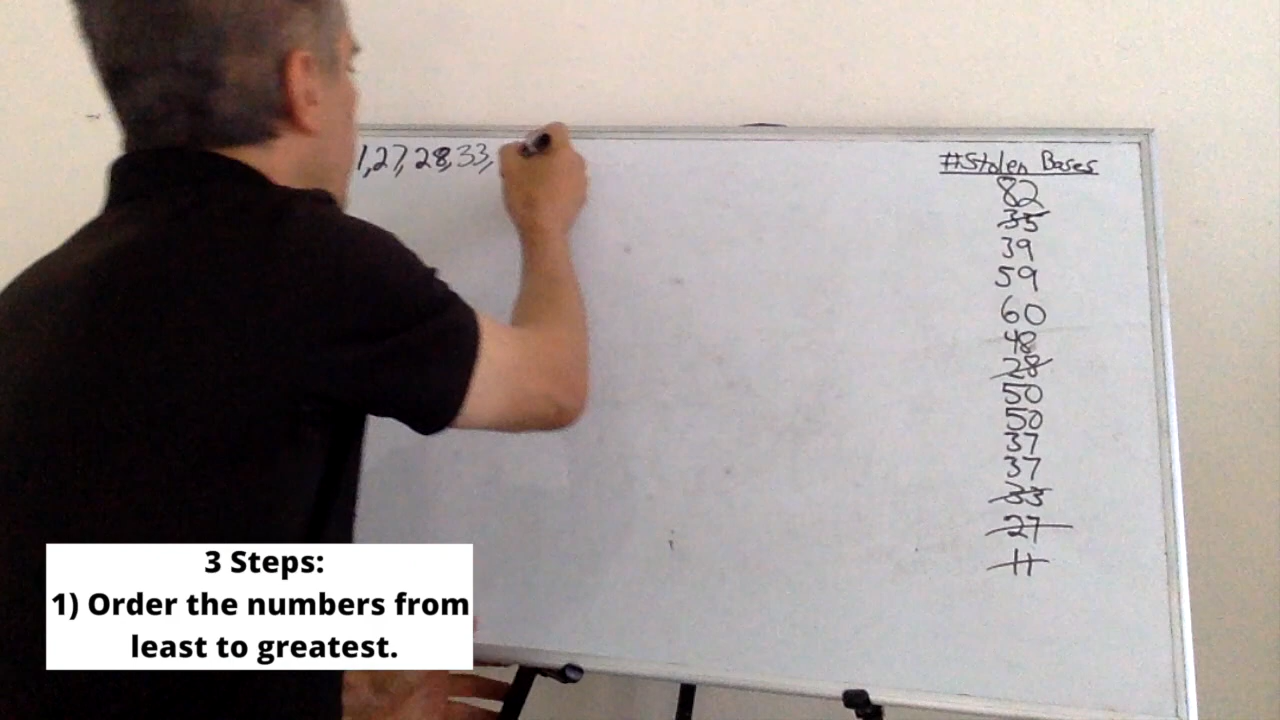 1,27, 28, 33,
#Stolen Bases
82
35
39
59
60
48
28
50
50
37
37
33
27
11
3 Steps:
1) Order the numbers from
least to greatest.